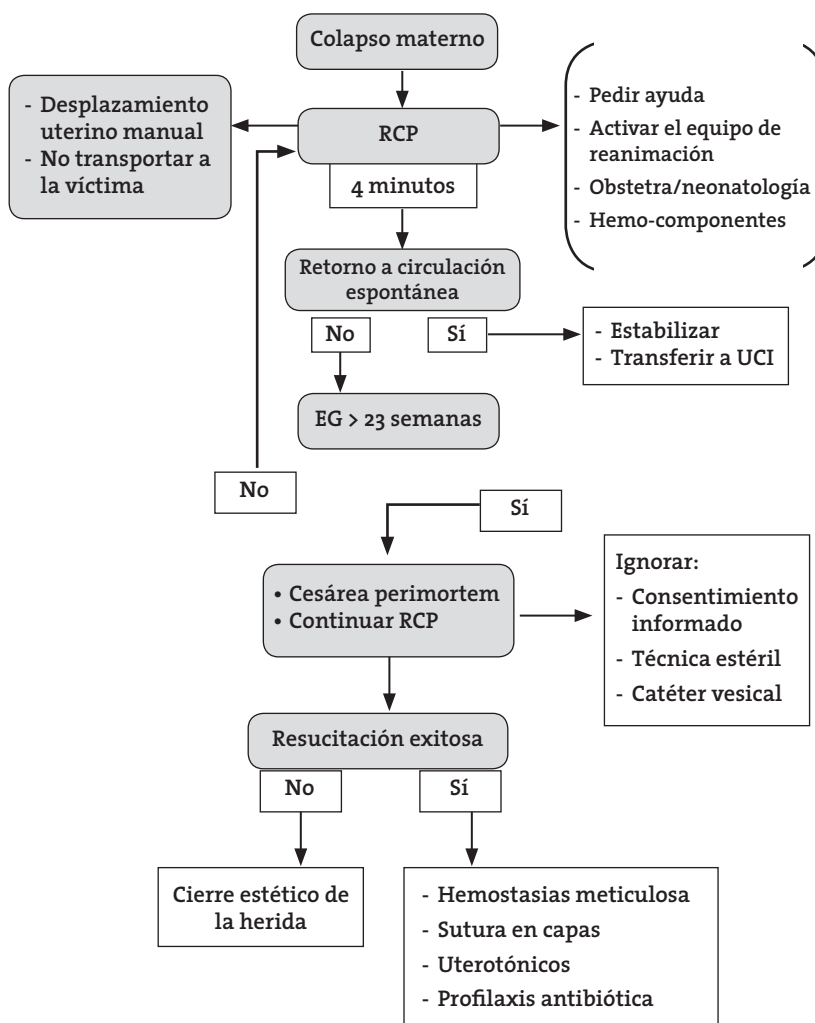 Colapso materno
- Desplazamiento
uterino manual
- No transportar a
la víctima
RCP
4 minutos
- Pedir ayuda
- Activar el equipo de
reanimación
- Obstetra/neonatología
- Hemo-componentes
Retorno a circulación
espontánea
No
Sí
- Estabilizar
- Transferir a UCI
EG > 23 semanas
No
Sí
• Cesárea perimortem
• Continuar RCP
Ignorar:
- Consentimiento
informado
- Técnica estéril
- Catéter vesical
Resucitación exitosa
No
Sí
Cierre estético de
la herida
- Hemostasias meticulosa
- Sutura en capas
- Uterotónicos
- Profilaxis antibiótica